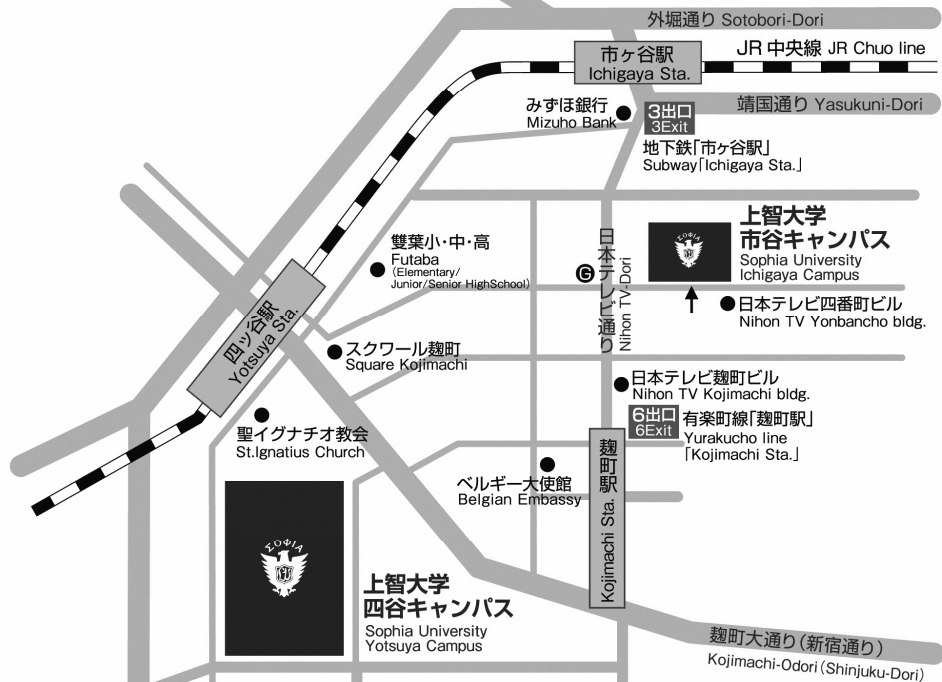 外堀通り Sotobori-Dori
市ヶ谷駅
Ichigaya Sta.
JR 中央線 JR Chuo line
みずほ銀行
Mizuho Bank
3出口
3Exit
靖国通り Yasukuni-Dori
地下鉄「市ヶ谷駅」
Subway「Ichigaya Sta.」
雙葉小・中・高
Futaba
(Elementary/
Junior/Senior HighSchool)
日本テレビ通り
Nihon TV-Dori
G
ΣΟΦΙΑ
上智大学
市谷キャンパス
Sophia University
Ichigaya Campus
日本テレビ四番町ビル
Nihon TV Yonbancho bldg.
四ツ谷駅
Yotsuya Sta.
スクワール麹町
Square Kojimachi
日本テレビ麹町ビル
Nihon TV Kojimachi bldg.
6出口
6Exit
有楽町線「麹町駅」
Yurakucho line
「Kojimachi Sta.」
聖イグナチオ教会
St.Ignatius Church
ベルギー大使館
Belgian Embassy
麹町駅
Kojimachi Sta.
ΣΟΦΙΑ
上智大学
四谷キャンパス
Sophia University
Yotsuya Campus
麹町大通り(新宿通り)
Kojimachi-Odori(Shinjuku-Dori)